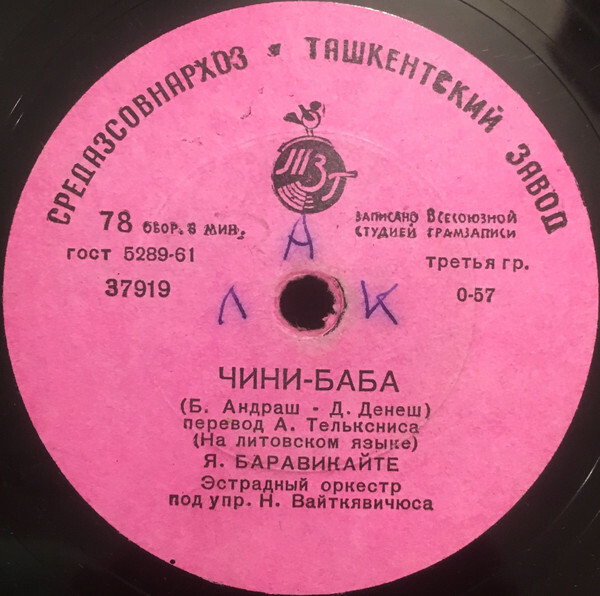 СРЕДАЗСОВНАРХОЗ • ТАШКЕНТСКИЙ ЗАВОД
ТЗГ
78 обор. в мин.
ГОСТ 5289-61
37919
ЗАПИСАНО ВСЕСОЮЗНОЙ
СТУДИЕЙ ГРАМЗАПИСИ
третья гр.
0-57
А
Л К
ЧИНИ-БАБА
(Б. Андраш - Д. Денеш)
перевод А. Тельксниса
(На литовском языке)
Я. БАРАВИКАЙТЕ
Эстрадный оркестр
под упр. Н. Вайткявичюса